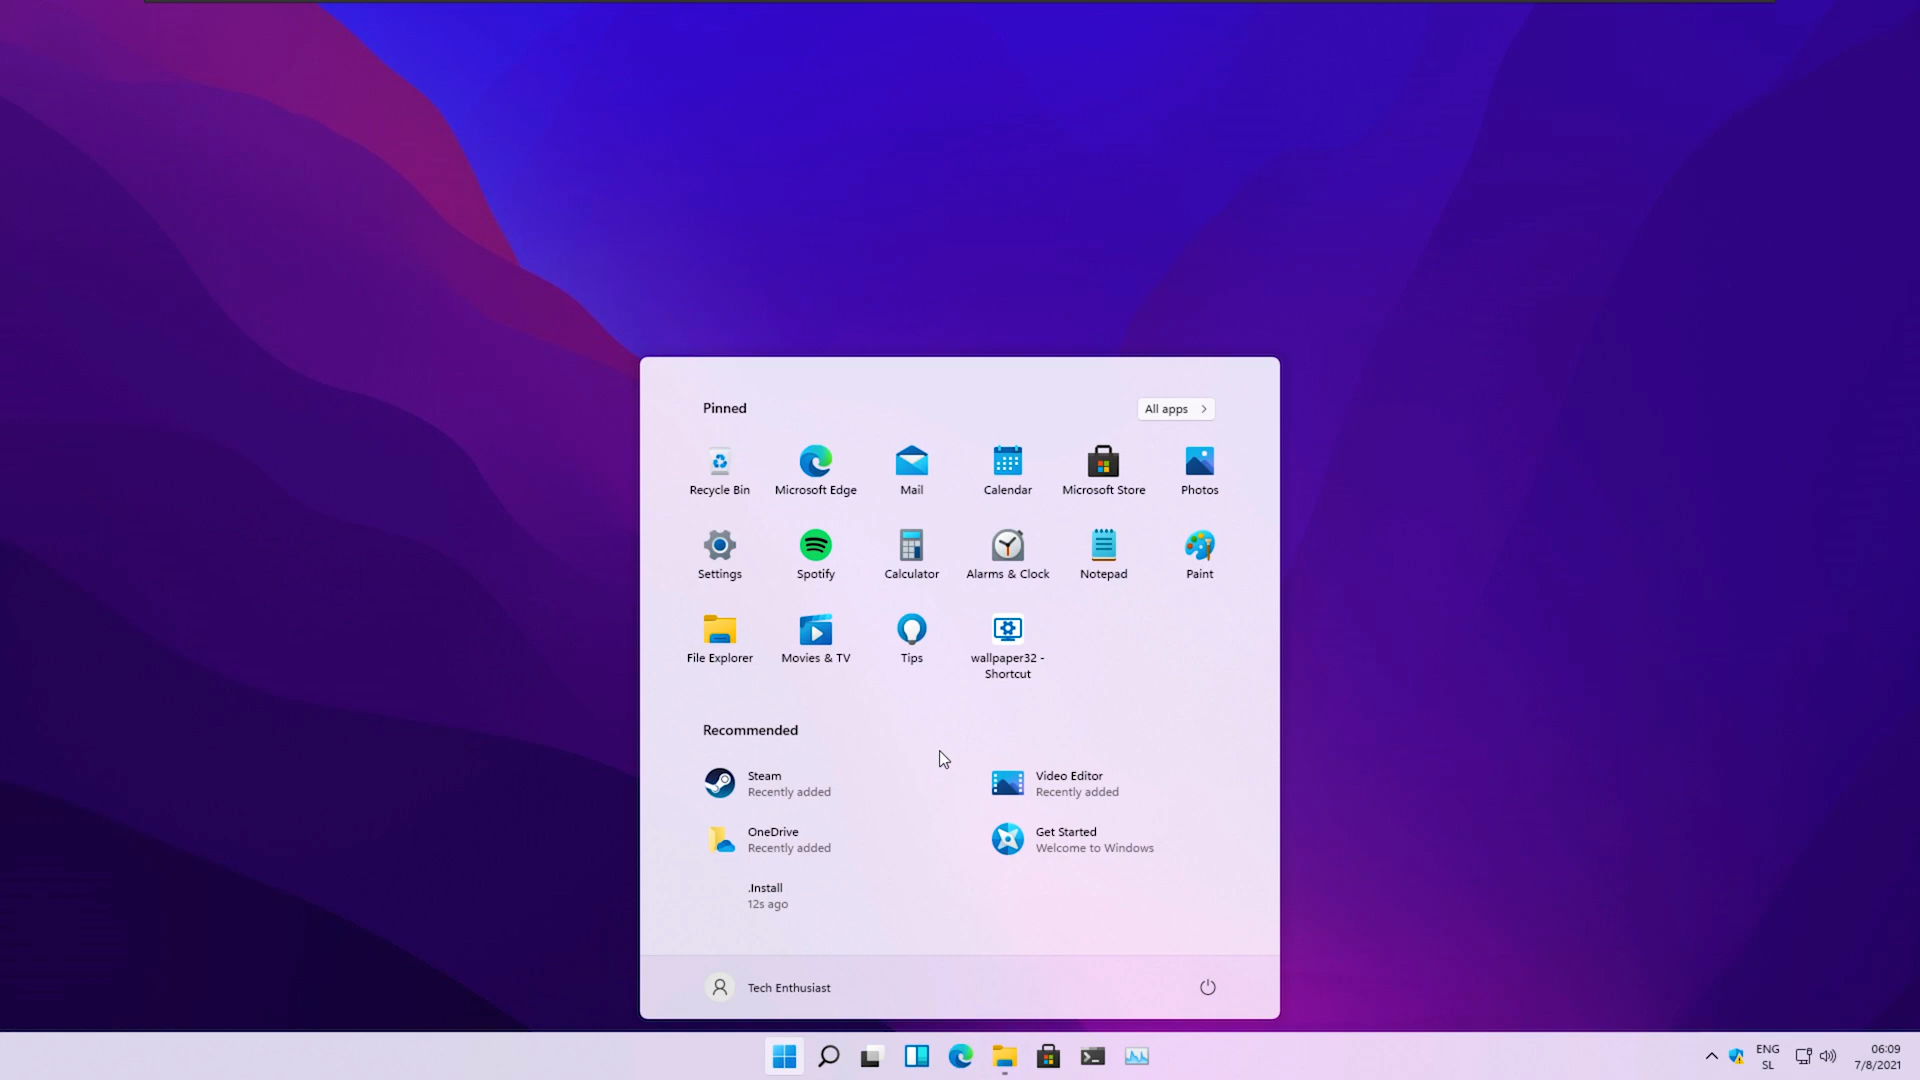 Pinned
All apps
Recycle Bin
Microsoft Edge
Mail
Calendar
Microsoft Store
Photos
Settings
Spotify
Calculator
Alarms & Clock
Notepad
Paint
File Explorer
Movies & TV
Tips
wallpaper32 -
Shortcut
Recommended
Steam
Recently added
Video Editor
Recently added
OneDrive
Recently added
Get Started
Welcome to Windows
.Install
12s ago
Tech Enthusiast
ENG
SL
06:09
7/8/2021